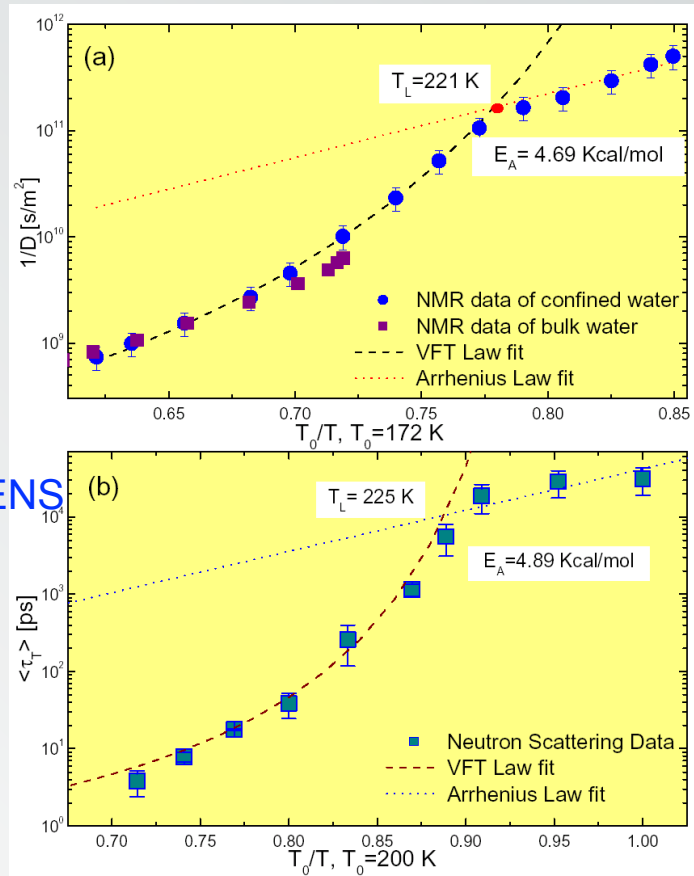 10¹²
(a)
T_L=221 K
10¹¹
E_A= 4.69 Kcal/mol
1/D [s/m²]
10¹⁰
NMR data of confined water
NMR data of bulk water
10⁹
VFT Law fit
Arrhenius Law fit
0.65 0.70 0.75 0.80 0.85
T₀/T, T₀=172 K
(b)
ENS
T_L= 225 K
10⁴
E_A=4.89 Kcal/mol
10³
<τ_T> [ps]
10²
10¹
Neutron Scattering Data
VFT Law fit
Arrhenius Law fit
10⁰
0.70 0.75 0.80 0.85 0.90 0.95 1.00
T₀/T, T₀=200 K